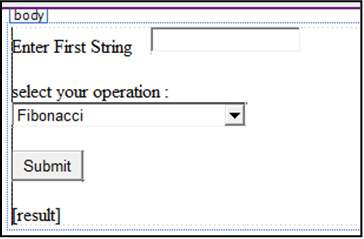 body
Enter First String
select your operation :
Fibonacci
Submit
[result]